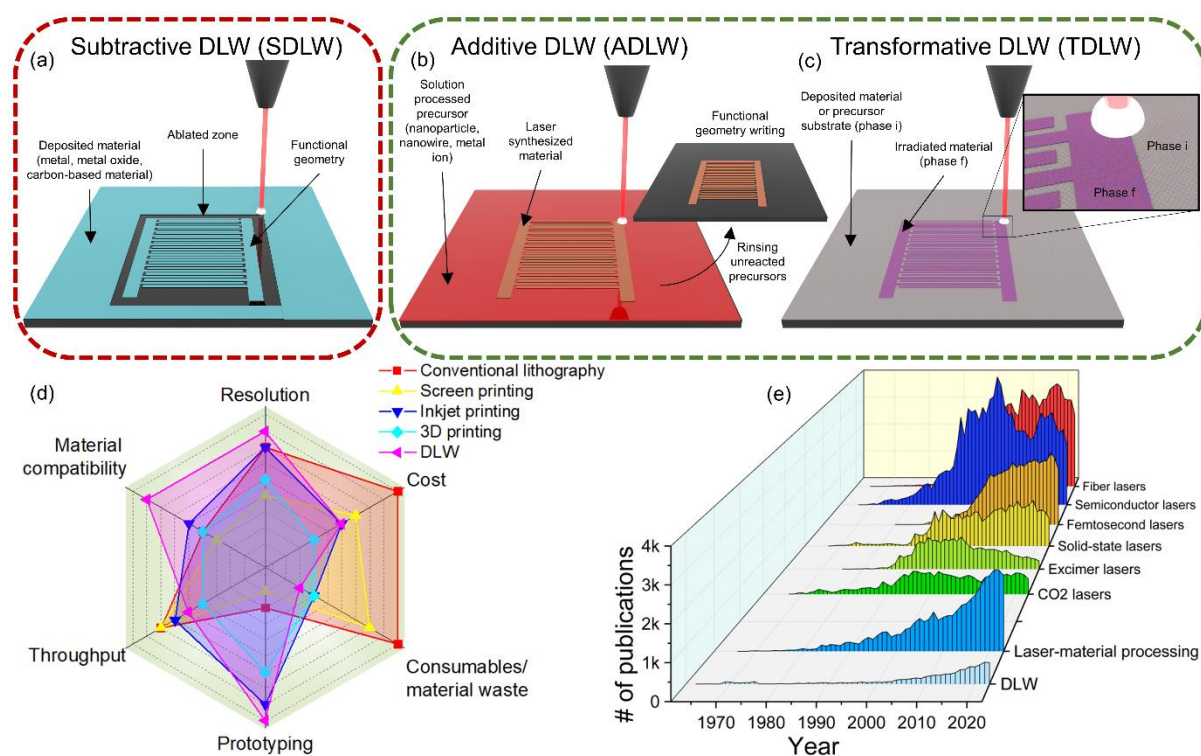 Subtractive DLW (SDLW)
(a)
Deposited material
(metal, metal oxide,
carbon-based material)
Ablated zone
Functional
geometry
Additive DLW (ADLW)
(b)
Solution
processed
precursor
(nanoparticle,
nanowire, metal
ion)
Laser
synthesized
material
Functional
geometry writing
Rinsing
unreacted
precursors
Transformative DLW (TDLW)
(c)
Deposited material
or precursor
substrate (phase i)
Irradiated material
(phase f)
Phase i
Phase f
(d)
Conventional lithography
Screen printing
Inkjet printing
3D printing
DLW
Resolution
Cost
Consumables/
material waste
Prototyping
Throughput
Material
compatibility
(e)
Fiber lasers
Semiconductor lasers
Femtosecond lasers
Solid-state lasers
Excimer lasers
CO2 lasers
Laser-material processing
DLW
4k
3k
2k
1k
0
# of publications
1970
1980
1990
2000
2010
2020
Year